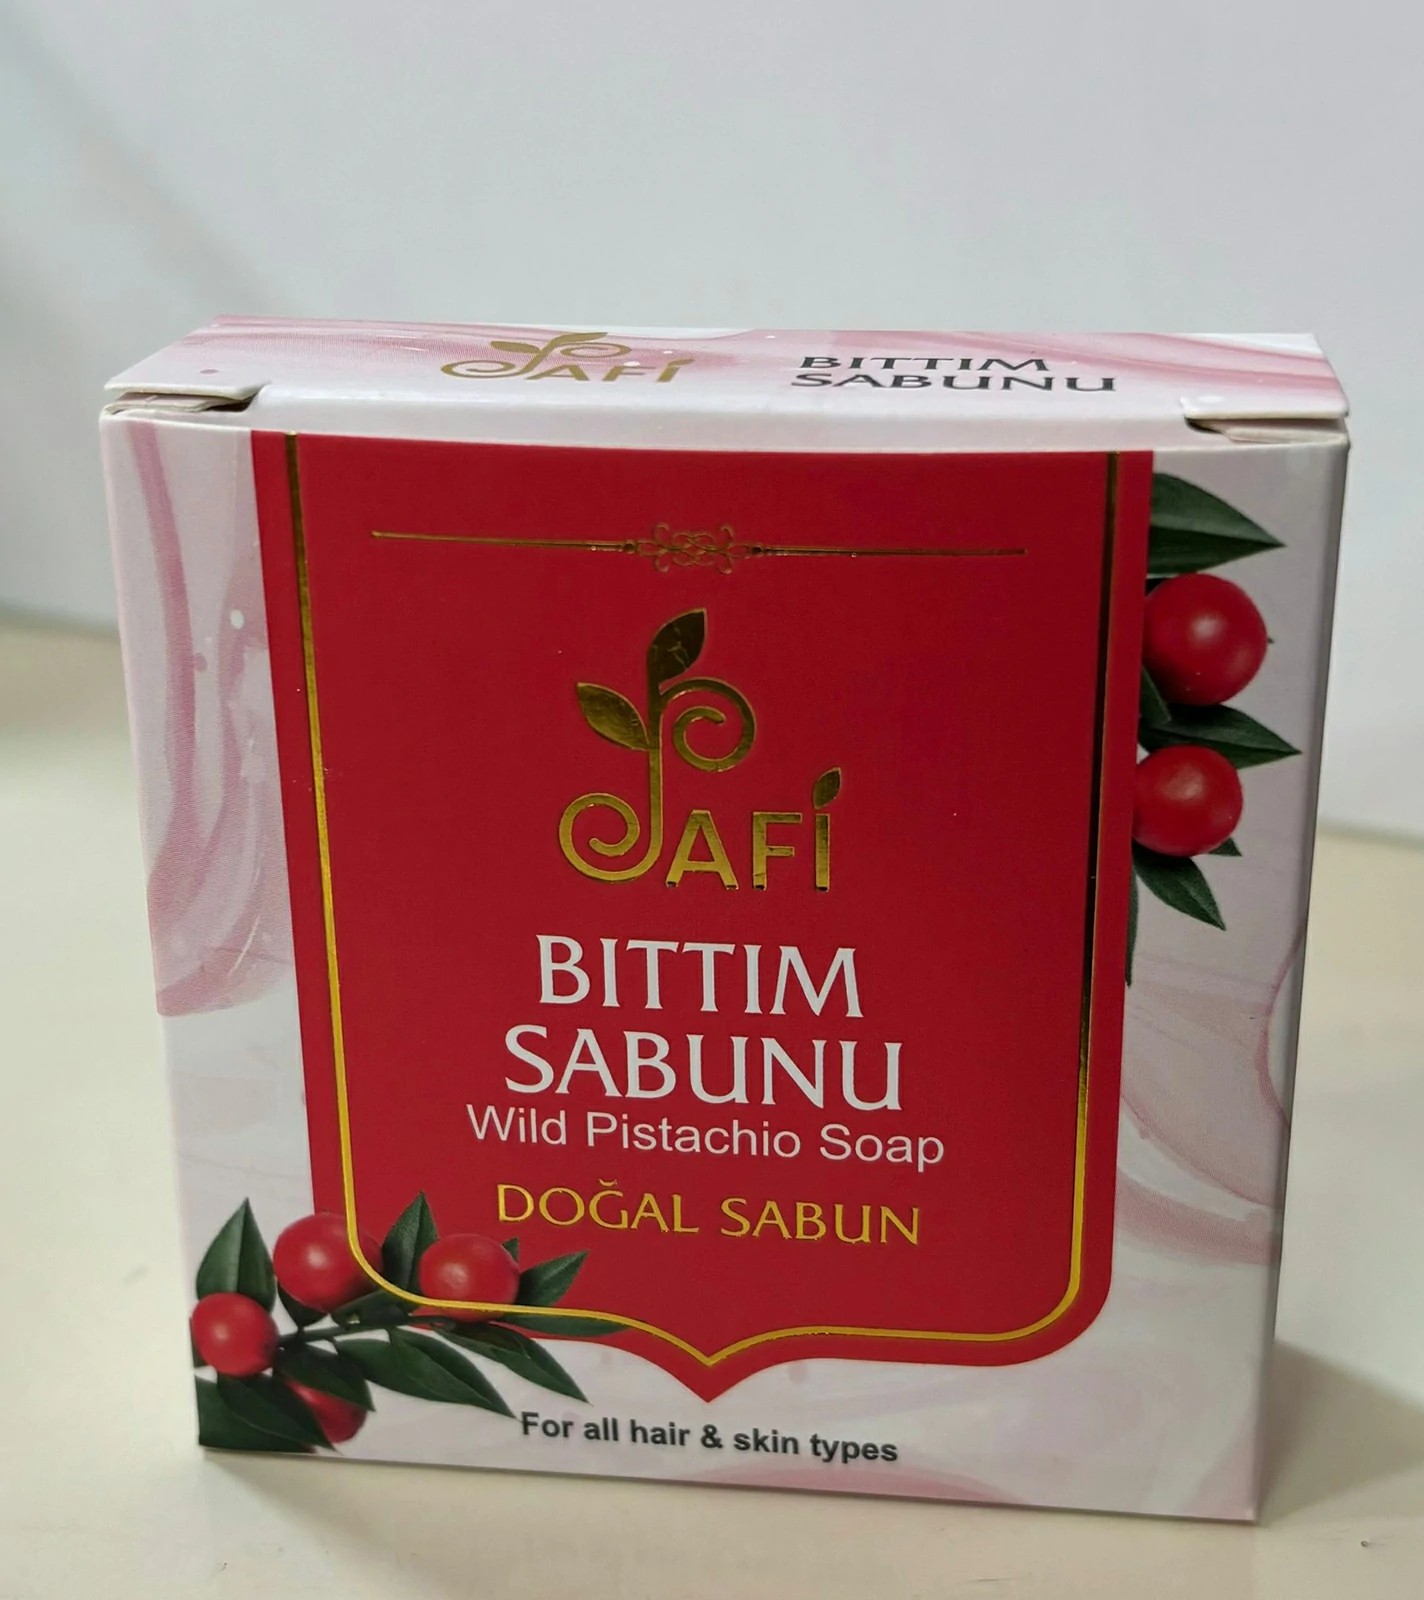 SAFİ
BITTIM
SABUNU
SAFİ
BITTIM
SABUNU
Wild Pistachio Soap
DOĞAL SABUN
For all hair & skin types